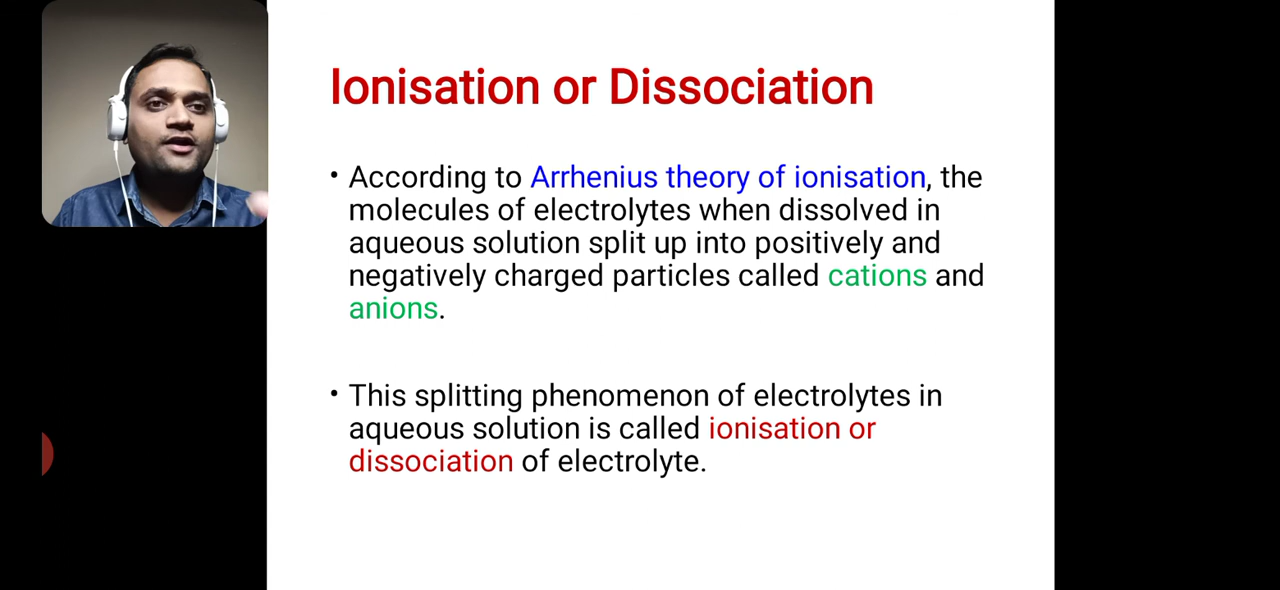 Ionisation or Dissociation
• According to Arrhenius theory of ionisation, the
molecules of electrolytes when dissolved in
aqueous solution split up into positively and
negatively charged particles called cations and
anions.
• This splitting phenomenon of electrolytes in
aqueous solution is called ionisation or
dissociation of electrolyte.